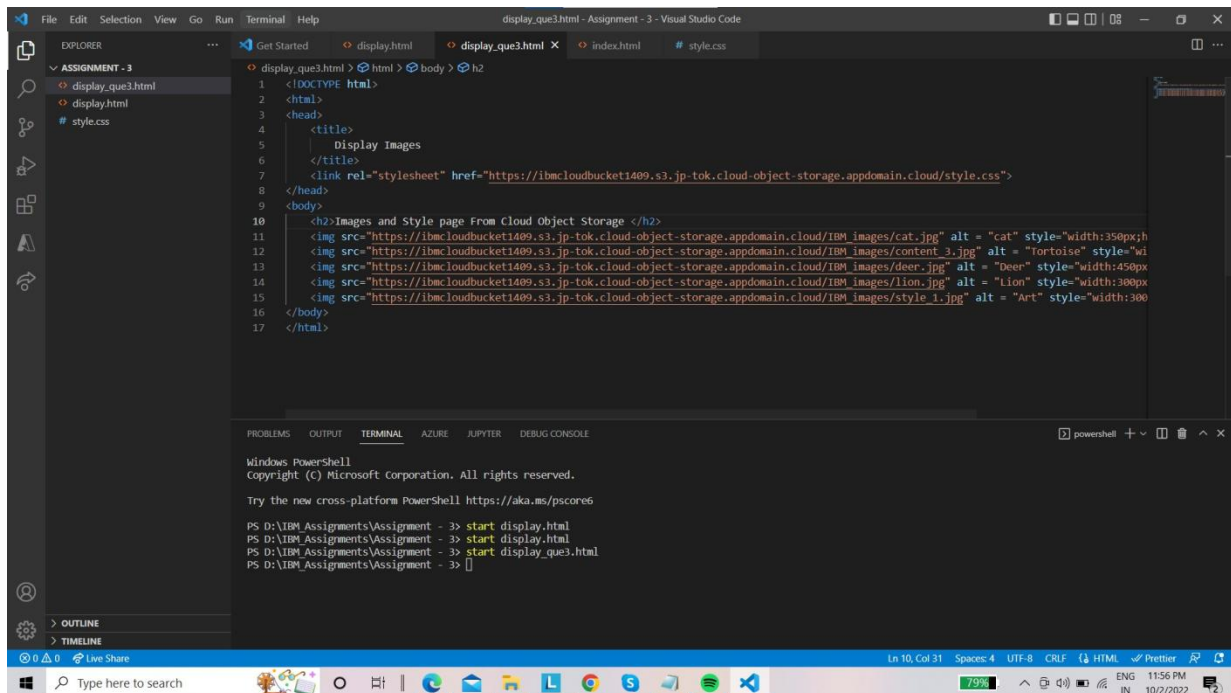 File Edit Selection View Go Run Terminal Help
display_que3.html - Assignment - 3 - Visual Studio Code
EXPLORER
ASSIGNMENT - 3
display_que3.html
display.html
style.css
Get Started display.html display_que3.html index.html # style.css
display_que3.html > html > body > h2
1 <!DOCTYPE html>
2 <html>
3 <head>
4 <title>
5 Display Images
6 </title>
7 <link rel="stylesheet" href="https://ibmcloudbucket1409.s3.jp-tok.cloud-object-storage.appdomain.cloud/style.css">
8 </head>
9 <body>
10 <h2>Images and Style page From Cloud Object Storage </h2>
11 <img src="https://ibmcloudbucket1409.s3.jp-tok.cloud-object-storage.appdomain.cloud/IBM_images/cat.jpg" alt = "cat" style="width:350px;h
12 <img src="https://ibmcloudbucket1409.s3.jp-tok.cloud-object-storage.appdomain.cloud/IBM_images/content_3.jpg" alt = "Tortoise" style="wi
13 <img src="https://ibmcloudbucket1409.s3.jp-tok.cloud-object-storage.appdomain.cloud/IBM_images/deer.jpg" alt = "Deer" style="width:450px
14 <img src="https://ibmcloudbucket1409.s3.jp-tok.cloud-object-storage.appdomain.cloud/IBM_images/lion.jpg" alt = "Lion" style="width:300px
15 <img src="https://ibmcloudbucket1409.s3.jp-tok.cloud-object-storage.appdomain.cloud/IBM_images/style_1.jpg" alt = "Art" style="width:300
16 </body>
17 </html>
PROBLEMS OUTPUT TERMINAL AZURE JUPYTER DEBUG CONSOLE
powershell
Windows PowerShell
Copyright (C) Microsoft Corporation. All rights reserved.
Try the new cross-platform PowerShell https://aka.ms/pscore6
PS D:\IBM_Assignments\Assignment - 3> start display.html
PS D:\IBM_Assignments\Assignment - 3> start display.html
PS D:\IBM_Assignments\Assignment - 3> start display_que3.html
PS D:\IBM_Assignments\Assignment - 3>
OUTLINE
TIMELINE
0 0 Live Share
Ln 10, Col 31 Spaces: 4 UTF-8 CRLF HTML Prettier
Type here to search
79%
ENG 11:56 PM
IN 10/2/2022